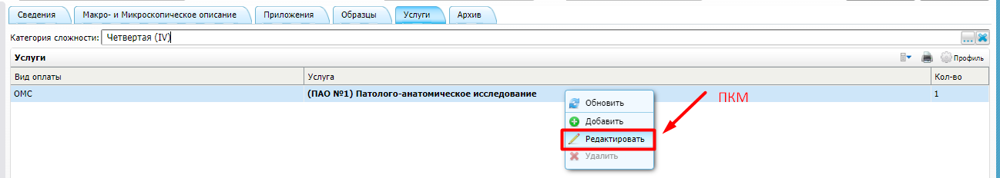 Сведения Макро- и Микроскопическое описание Приложения Образцы Услуги Архив
Категория сложности: Четвертая (IV)
Услуги Профиль
Вид оплаты Услуга Кол-во
ОМС (ПАО №1) Патолого-анатомическое исследование 1
Обновить
ПКМ
Добавить
Редактировать
Удалить